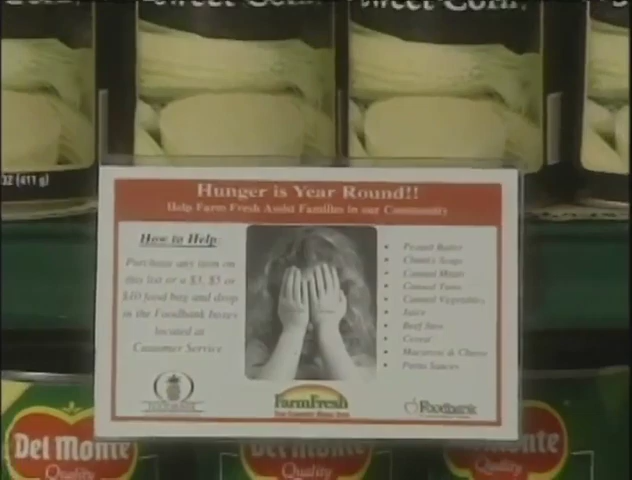 Sweet Corn
Sweet Corn
OZ (411 g)
Hunger is Year Round!!
Help Farm Fresh Assist Families in our Community
How to Help
Purchase any item on
this list or a $3, $5 or
$10 food bag and drop
in the Foodbank boxes
located at
Customer Service
• Peanut Butter
• Chunky Soups
• Canned Meats
• Canned Tuna
• Canned Vegetables
• Juice
• Beef Stew
• Cereal
• Macaroni & Cheese
• Pasta Sauces
FOODBANK
FarmFresh
Foodbank
Del Monte
Quality
Del Monte
Quality
Monte
Quality